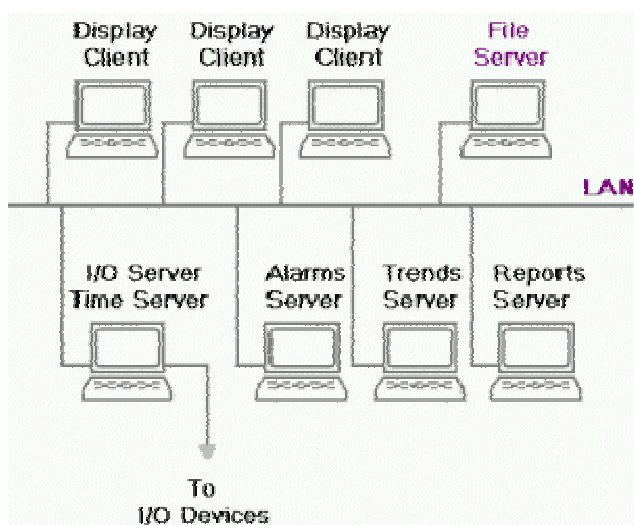 Display
Client
Display
Client
Display
Client
File
Server
LAN
I/O Server
Time Server
Alarms
Server
Trends
Server
Reports
Server
To
I/O Devices